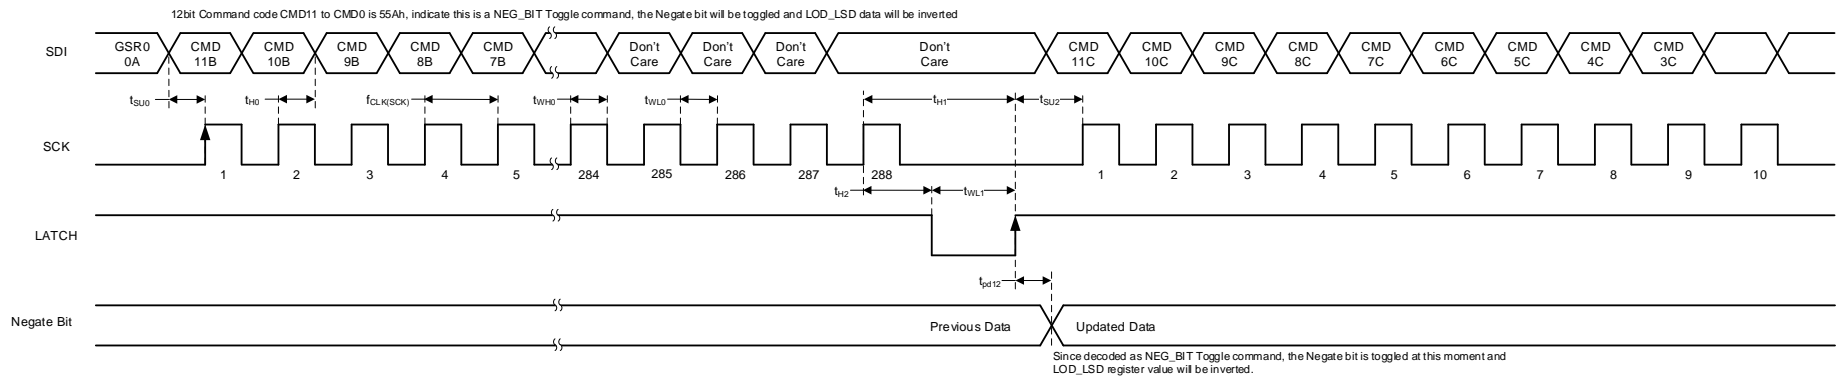 12bit Command code CMD11 to CMD0 is 55Ah, indicate this is a NEG_BIT Toggle command, the Negate bit will be toggled and LOD_LSD data will be inverted
SDI
GSR0 0A
CMD 11B
CMD 10B
CMD 9B
CMD 8B
CMD 7B
Don't Care
Don't Care
Don't Care
Don't Care
CMD 11C
CMD 10C
CMD 9C
CMD 8C
CMD 7C
CMD 6C
CMD 5C
CMD 4C
CMD 3C
tSU0
tH0
fCLK(SCK)
tWH0
tWL0
tH1
tSU2
SCK
1 2 3 4 5 284 285 286 287 288 1 2 3 4 5 6 7 8 9 10
tH2
tWL1
LATCH
tpd12
Negate Bit
Previous Data
Updated Data
Since decoded as NEG_BIT Toggle command, the Negate bit is toggled at this moment and
LOD_LSD register value will be inverted.